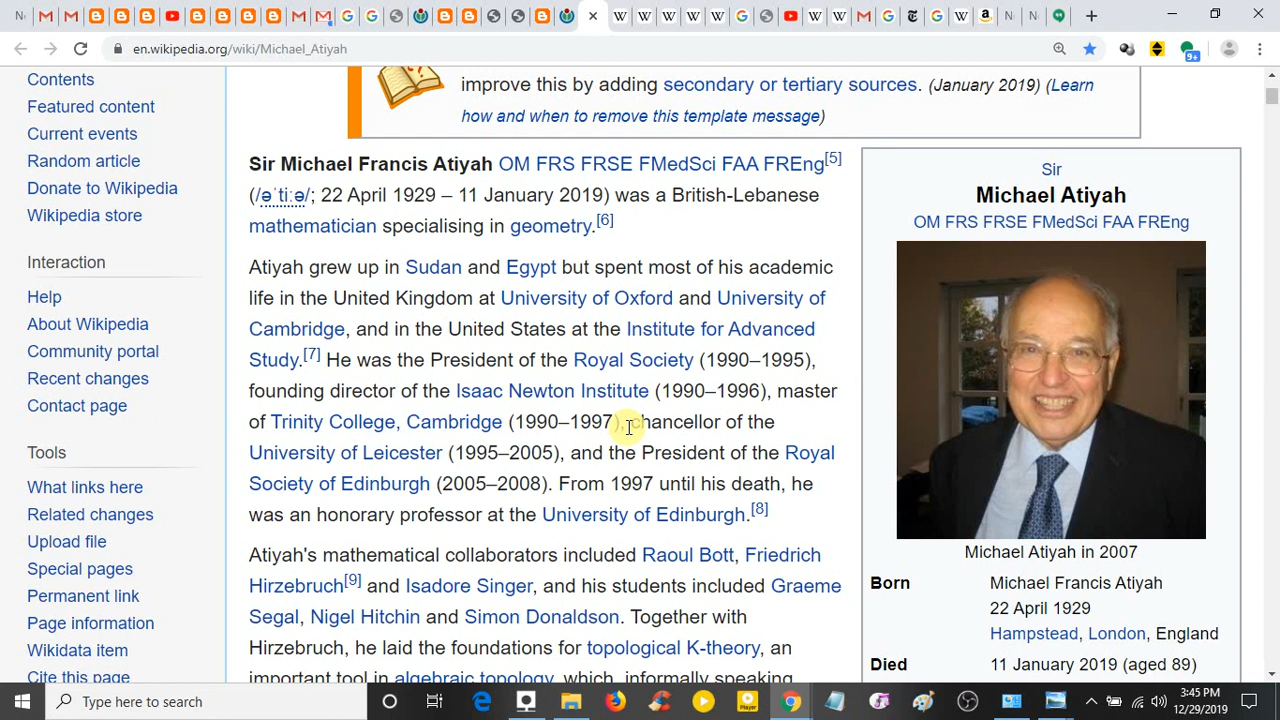 en.wikipedia.org/wiki/Michael_Atiyah
9+
Contents
Featured content
Current events
Random article
Donate to Wikipedia
Wikipedia store
Interaction
Help
About Wikipedia
Community portal
Recent changes
Contact page
Tools
What links here
Related changes
Upload file
Special pages
Permanent link
Page information
Wikidata item
Cite this page
improve this by adding secondary or tertiary sources. (January 2019) (Learn
how and when to remove this template message)
Sir Michael Francis Atiyah OM FRS FRSE FMedSci FAA FREng[5]
(/əˈtiːə/; 22 April 1929 – 11 January 2019) was a British-Lebanese
mathematician specialising in geometry.[6]
Atiyah grew up in Sudan and Egypt but spent most of his academic
life in the United Kingdom at University of Oxford and University of
Cambridge, and in the United States at the Institute for Advanced
Study.[7] He was the President of the Royal Society (1990–1995),
founding director of the Isaac Newton Institute (1990–1996), master
of Trinity College, Cambridge (1990–1997), chancellor of the
University of Leicester (1995–2005), and the President of the Royal
Society of Edinburgh (2005–2008). From 1997 until his death, he
was an honorary professor at the University of Edinburgh.[8]
Atiyah's mathematical collaborators included Raoul Bott, Friedrich
Hirzebruch[9] and Isadore Singer, and his students included Graeme
Segal, Nigel Hitchin and Simon Donaldson. Together with
Hirzebruch, he laid the foundations for topological K-theory, an
important tool in algebraic topology, which, informally speaking
Sir
Michael Atiyah
OM FRS FRSE FMedSci FAA FREng
Michael Atiyah in 2007
Born Michael Francis Atiyah
22 April 1929
Hampstead, London, England
Died 11 January 2019 (aged 89)
Type here to search
Player
3:45 PM
12/29/2019